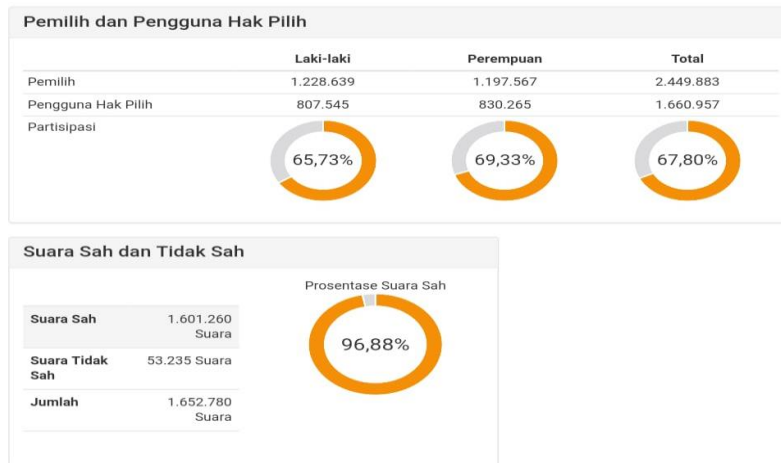 Pemilih dan Pengguna Hak Pilih
Laki-laki Perempuan Total
Pemilih 1.228.639 1.197.567 2.449.883
Pengguna Hak Pilih 807.545 830.265 1.660.957
Partisipasi
65,73% 69,33% 67,80%
Suara Sah dan Tidak Sah
Prosentase Suara Sah
Suara Sah 1.601.260
Suara
96,88%
Suara Tidak 53.235 Suara
Sah
Jumlah 1.652.780
Suara